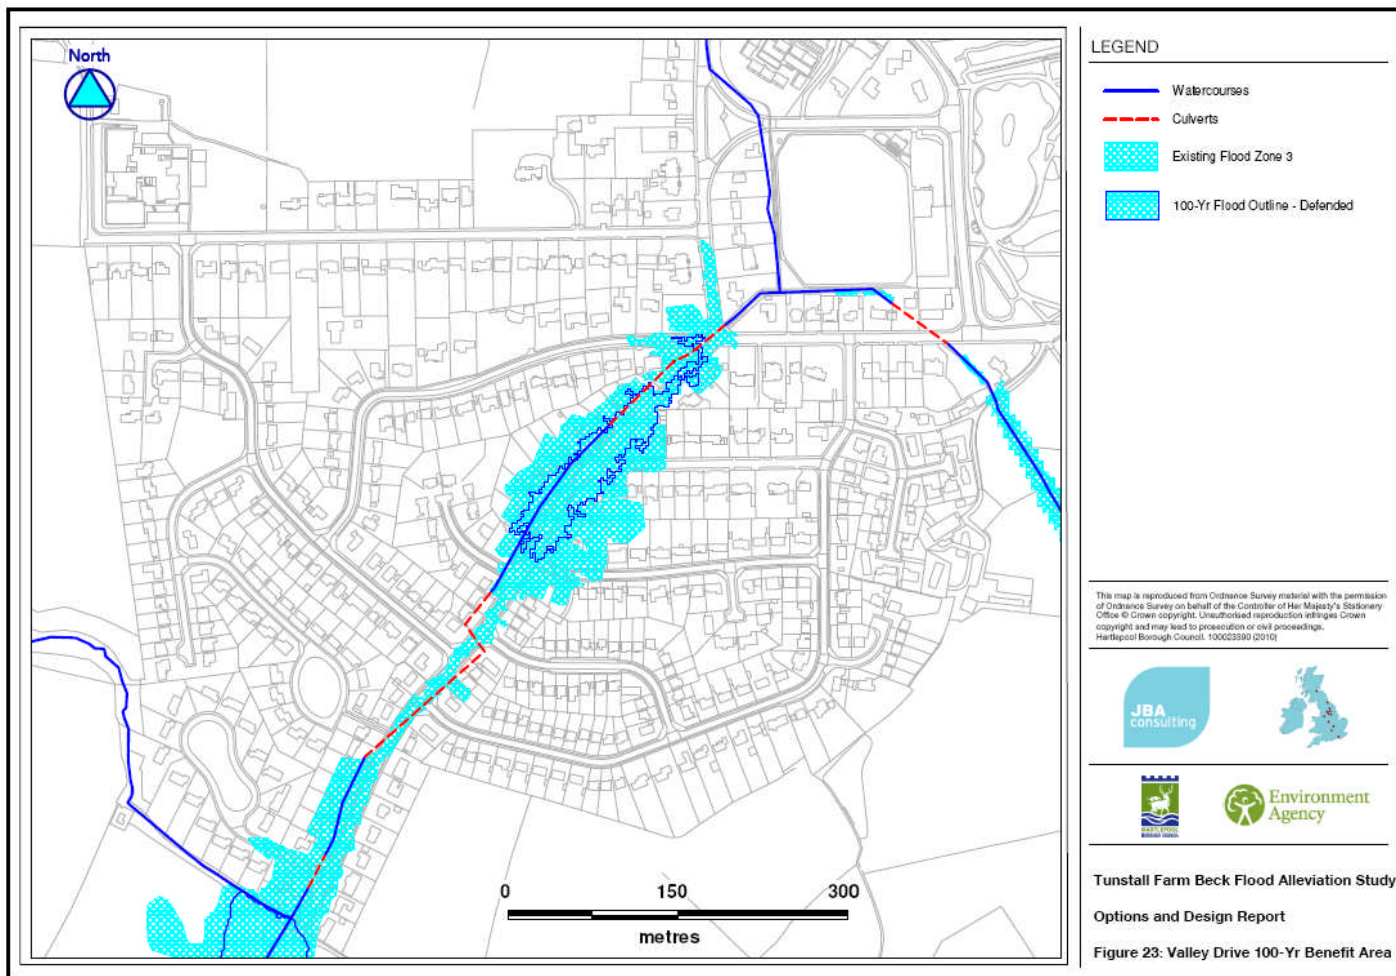 North
0 150 300
metres
LEGEND
Watercourses
Culverts
Existing Flood Zone 3
100-Yr Flood Outline - Defended
This map is reproduced from Ordnance Survey material with the permission
of Ordnance Survey on behalf of the Controller of Her Majesty's Stationery
Office © Crown copyright. Unauthorised reproduction infringes Crown
copyright and may lead to prosecution or civil proceedings.
Hartlepool Borough Council. 100023390 (2010)
JBA
consulting
HARTLEPOOL
BOROUGH COUNCIL
Environment
Agency
Tunstall Farm Beck Flood Alleviation Study
Options and Design Report
Figure 23: Valley Drive 100-Yr Benefit Area